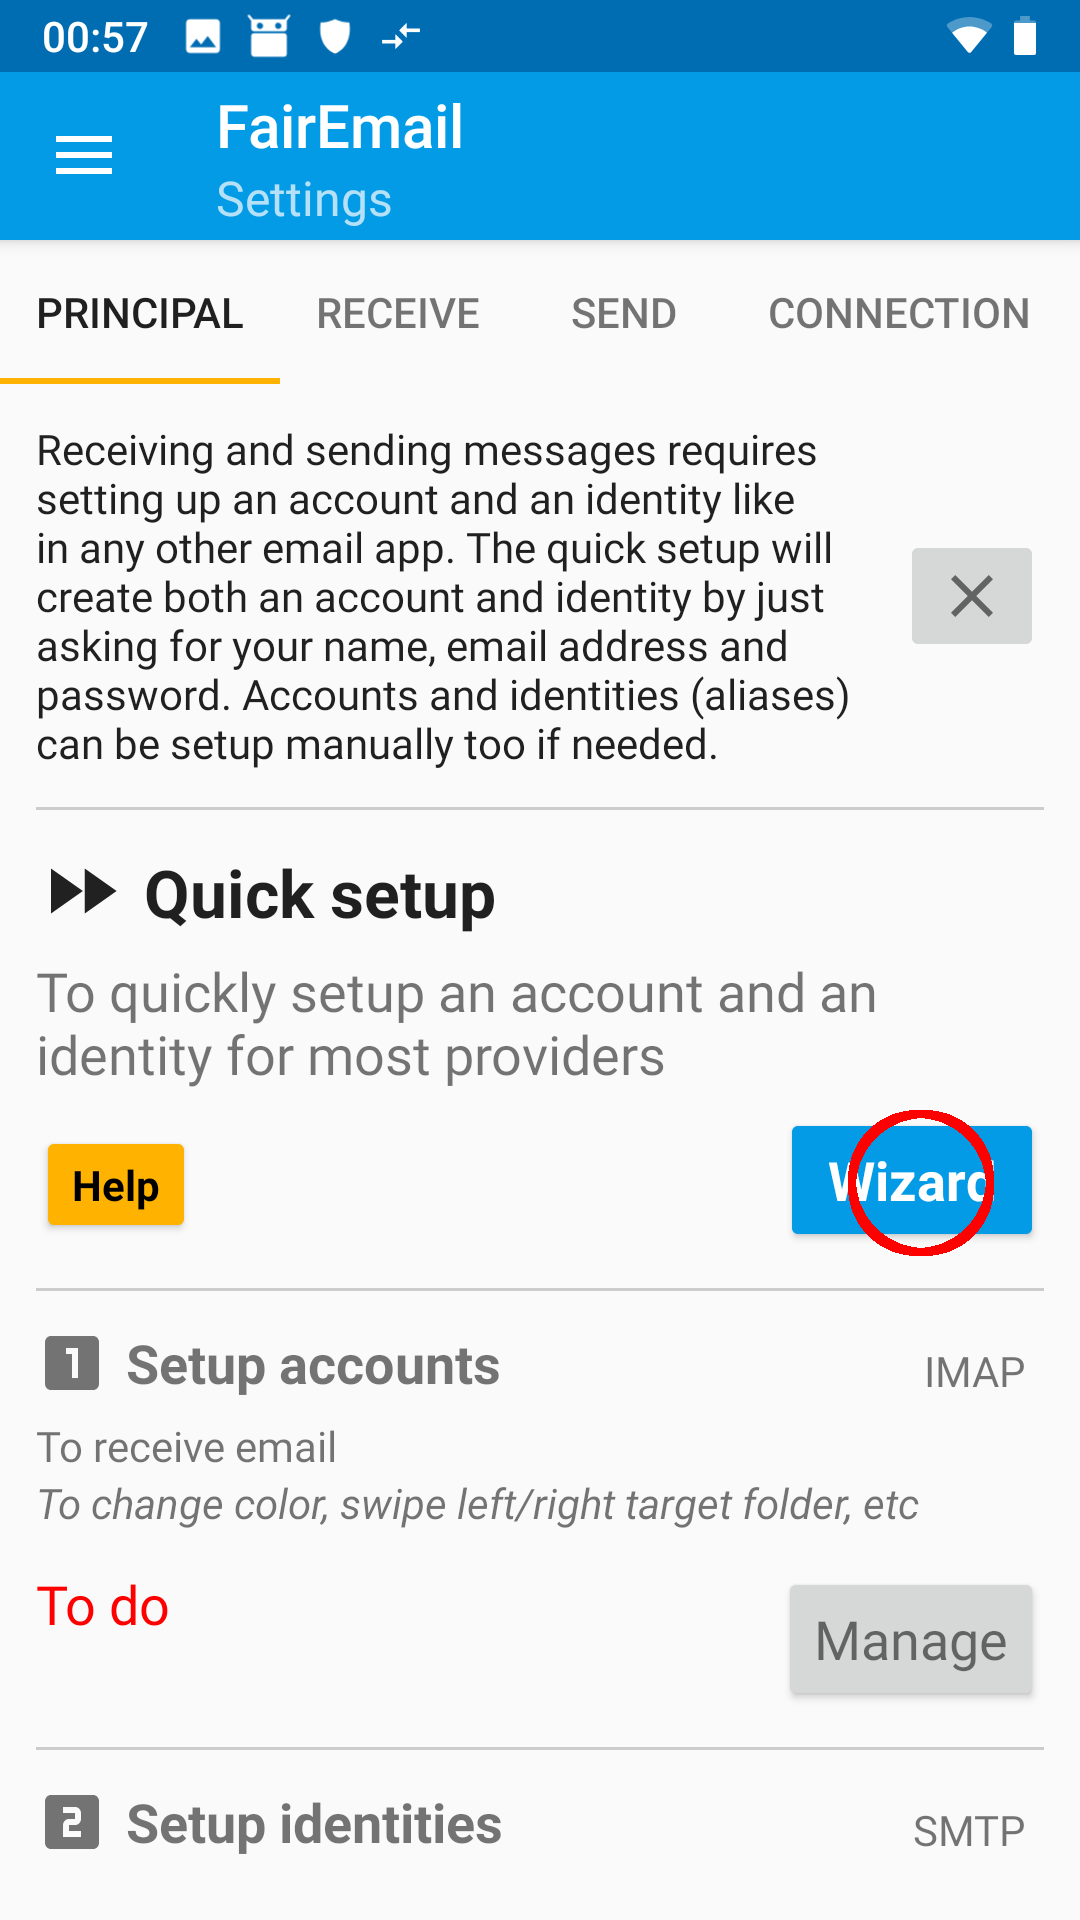 00:57
FairEmail
Settings
PRINCIPAL RECEIVE SEND CONNECTION
Receiving and sending messages requires
setting up an account and an identity like
in any other email app. The quick setup will
create both an account and identity by just
asking for your name, email address and
password. Accounts and identities (aliases)
can be setup manually too if needed.
Quick setup
To quickly setup an account and an
identity for most providers
Help
Wizard
1 Setup accounts IMAP
To receive email
To change color, swipe left/right target folder, etc
To do
Manage
2 Setup identities SMTP